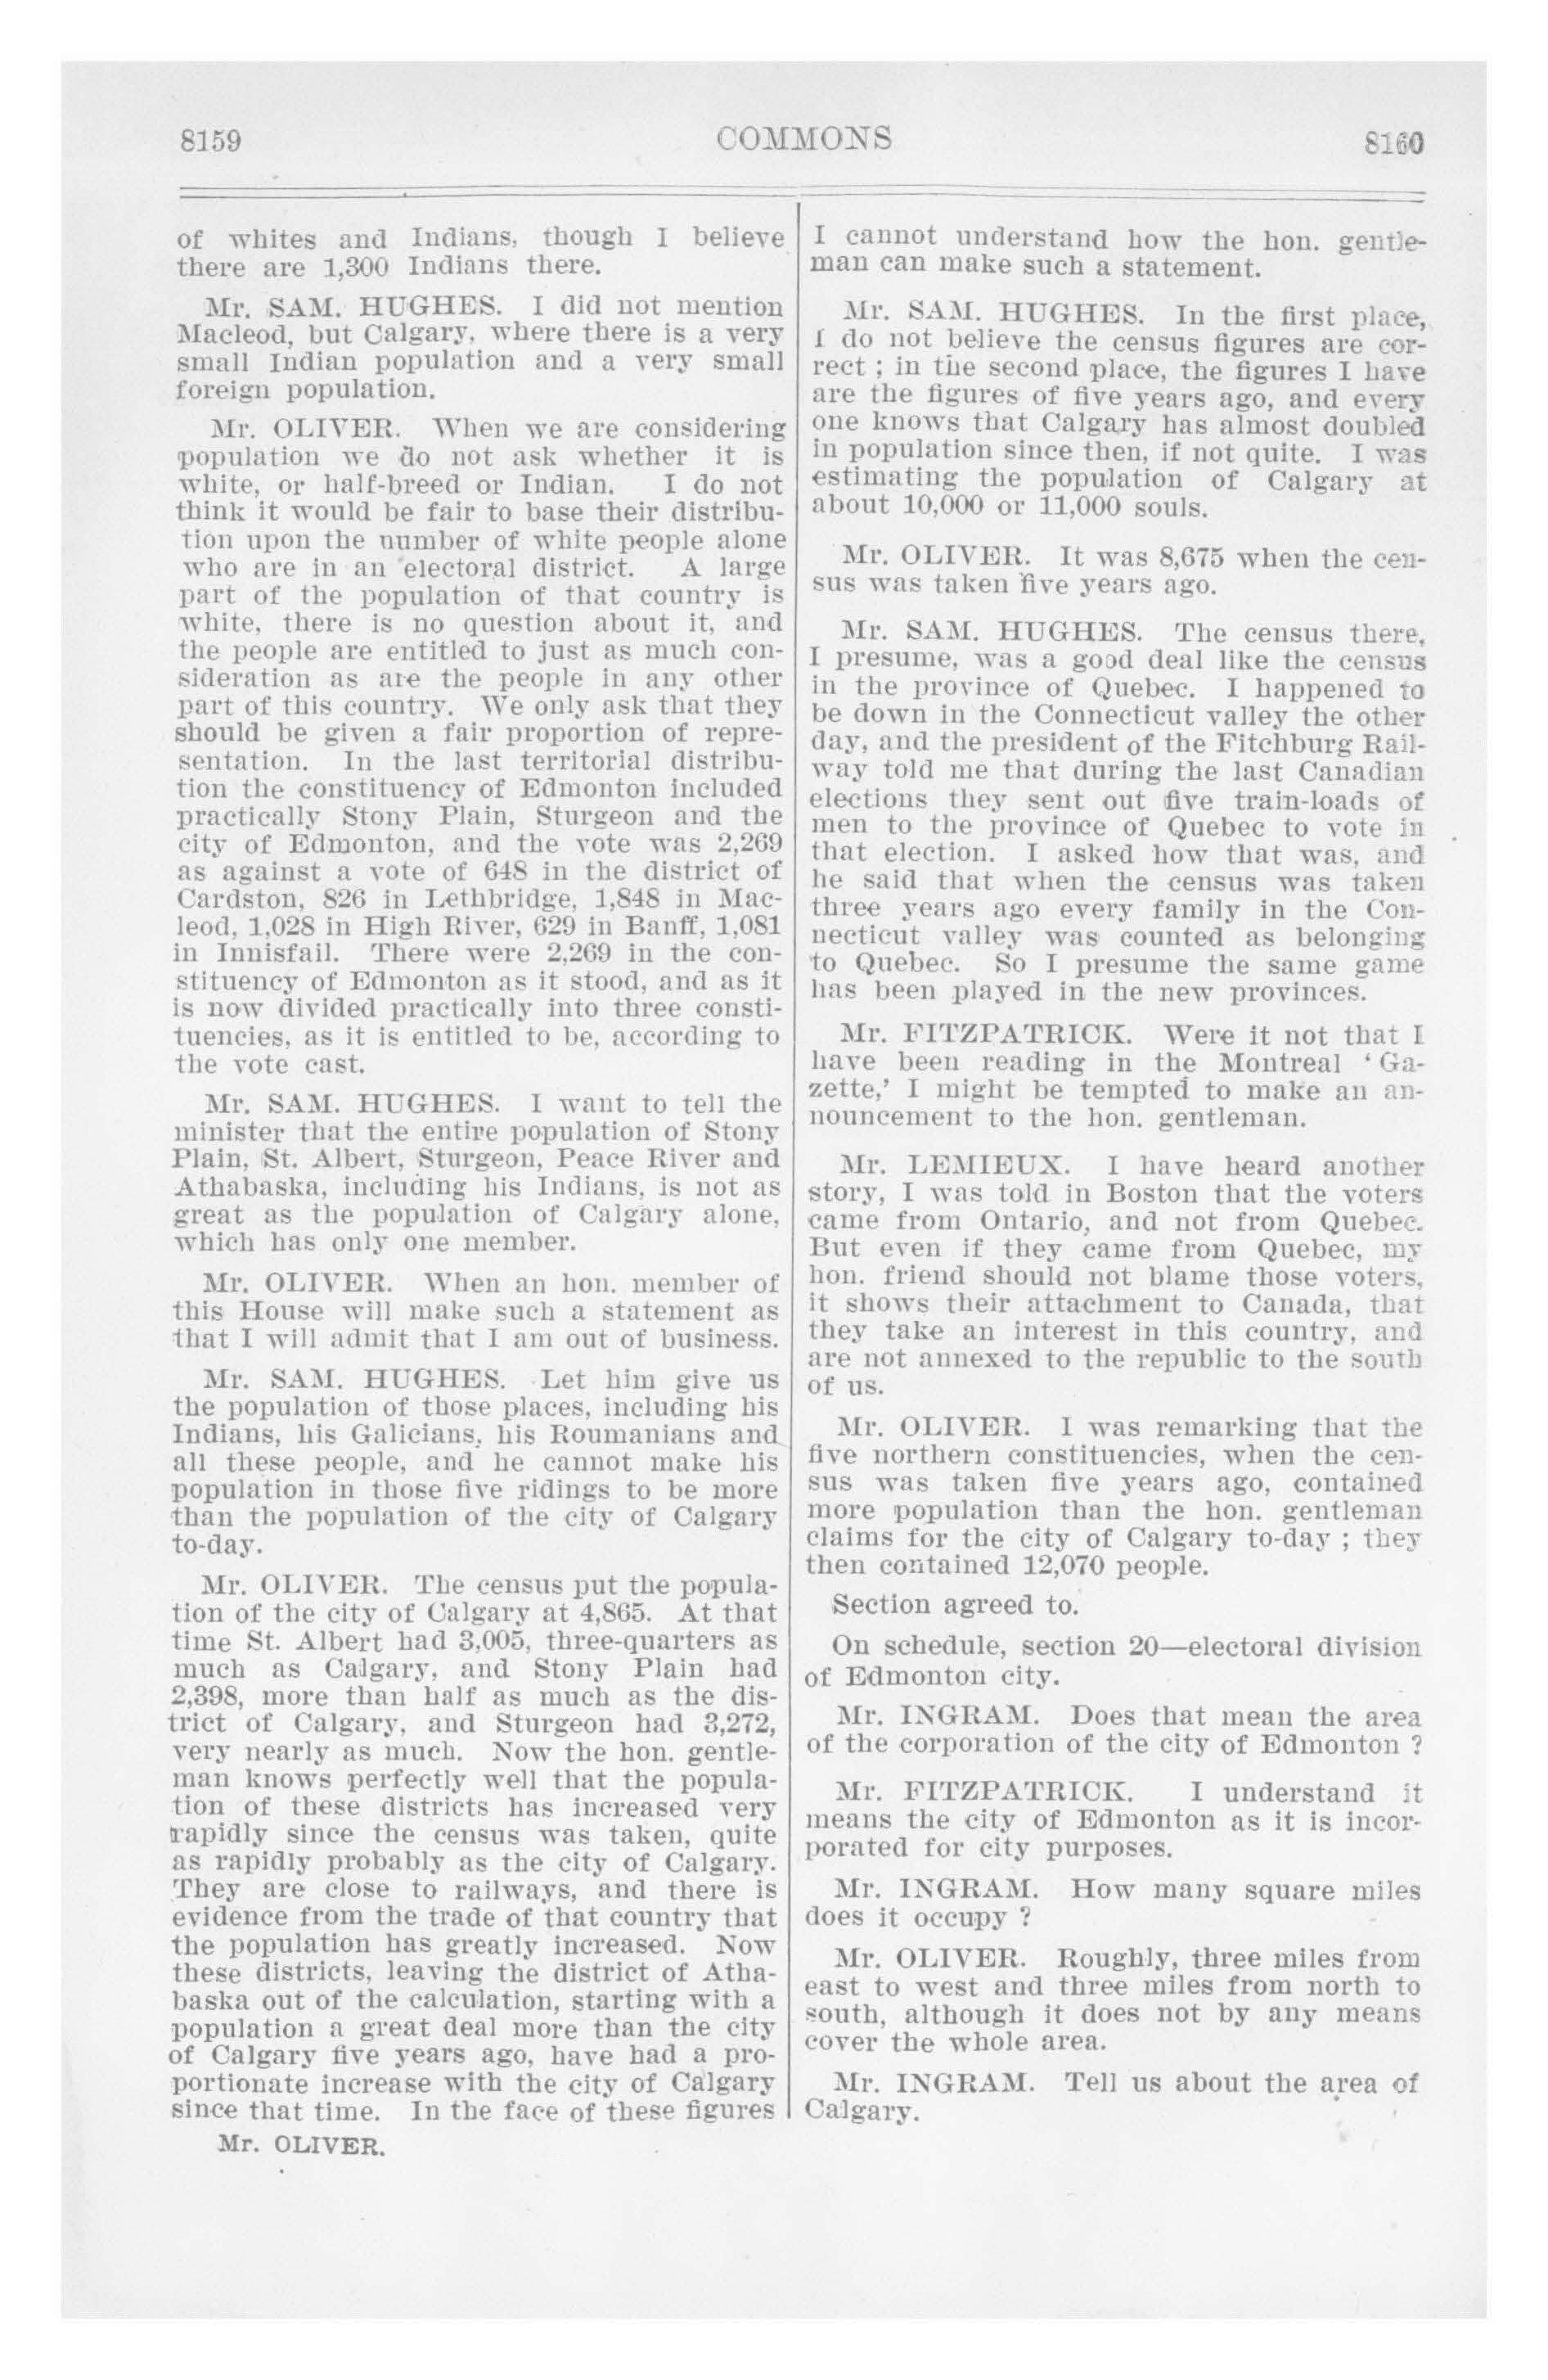 8159
COMMONS
8160
of whites and Indians, though I believe
there are 1,300 Indians there.
Mr. SAM. HUGHES. I did not mention
Macleod, but Calgary, where there is a very
small Indian population and a very small
foreign population.
Mr. OLIVER. When we are considering
population we do not ask whether it is
white, or half-breed or Indian. I do not
think it would be fair to base their distribu-
tion upon the number of white people alone
who are in an electoral district. A large
part of the population of that country is
white, there is no question about it, and
the people are entitled to just as much con-
sideration as are the people in any other
part of this country. We only ask that they
should be given a fair proportion of repre-
sentation. In the last territorial distribu-
tion the constituency of Edmonton included
practically Stony Plain, Sturgeon and the
city of Edmonton, and the vote was 2,269
as against a vote of 648 in the district of
Cardston, 826 in Lethbridge, 1,848 in Mac-
leod, 1,028 in High River, 629 in Banff, 1,081
in Innisfail. There were 2,269 in the con-
stituency of Edmonton as it stood, and as it
is now divided practically into three consti-
tuencies, as it is entitled to be, according to
the vote cast.
Mr. SAM. HUGHES. I want to tell the
minister that the entire population of Stony
Plain, St. Albert, Sturgeon, Peace River and
Athabaska, including his Indians, is not as
great as the population of Calgary alone,
which has only one member.
Mr. OLIVER. When an hon. member of
this House will make such a statement as
that I will admit that I am out of business.
Mr. SAM. HUGHES. Let him give us
the population of those places, including his
Indians, his Galicians, his Roumanians and
all these people, and he cannot make his
population in those five ridings to be more
than the population of the city of Calgary
to-day.
Mr. OLIVER. The census put the popula-
tion of the city of Calgary at 4,865. At that
time St. Albert had 3,005, three-quarters as
much as Calgary, and Stony Plain had
2,398, more than half as much as the dis-
trict of Calgary, and Sturgeon had 3,272,
very nearly as much. Now the hon. gentle-
man knows perfectly well that the popula-
tion of these districts has increased very
rapidly since the census was taken, quite
as rapidly probably as the city of Calgary.
They are close to railways, and there is
evidence from the trade of that country that
the population has greatly increased. Now
these districts, leaving the district of Atha-
baska out of the calculation, starting with a
population a great deal more than the city
of Calgary five years ago, have had a pro-
portionate increase with the city of Calgary
since that time. In the face of these figures
Mr. OLIVER.
I cannot understand how the hon. gentle-
man can make such a statement.
Mr. SAM. HUGHES. In the first place,
I do not believe the census figures are cor-
rect ; in the second place, the figures I have
are the figures of five years ago, and every
one knows that Calgary has almost doubled
in population since then, if not quite. I was
estimating the population of Calgary at
about 10,000 or 11,000 souls.
Mr. OLIVER. It was 8,675 when the cen-
sus was taken five years ago.
Mr. SAM. HUGHES. The census there,
I presume, was a good deal like the census
in the province of Quebec. I happened to
be down in the Connecticut valley the other
day, and the president of the Fitchburg Rail-
way told me that during the last Canadian
elections they sent out five train-loads of
men to the province of Quebec to vote in
that election. I asked how that was, and
he said that when the census was taken
three years ago every family in the Con-
necticut valley was counted as belonging
to Quebec. So I presume the same game
has been played in the new provinces.
Mr. FITZPATRICK. Were it not that I
have been reading in the Montreal ‘ Ga-
zette,’ I might be tempted to make an an-
nouncement to the hon. gentleman.
Mr. LEMIEUX. I have heard another
story, I was told in Boston that the voters
came from Ontario, and not from Quebec.
But even if they came from Quebec, my
hon. friend should not blame those voters,
it shows their attachment to Canada, that
they take an interest in this country, and
are not annexed to the republic to the south
of us.
Mr. OLIVER. I was remarking that the
five northern constituencies, when the cen-
sus was taken five years ago, contained
more population than the hon. gentleman
claims for the city of Calgary to-day ; they
then contained 12,070 people.
Section agreed to.
On schedule, section 20—electoral division
of Edmonton city.
Mr. INGRAM. Does that mean the area
of the corporation of the city of Edmonton ?
Mr. FITZPATRICK. I understand it
means the city of Edmonton as it is incor-
porated for city purposes.
Mr. INGRAM. How many square miles
does it occupy ?
Mr. OLIVER. Roughly, three miles from
east to west and three miles from north to
south, although it does not by any means
cover the whole area.
Mr. INGRAM. Tell us about the area of
Calgary.